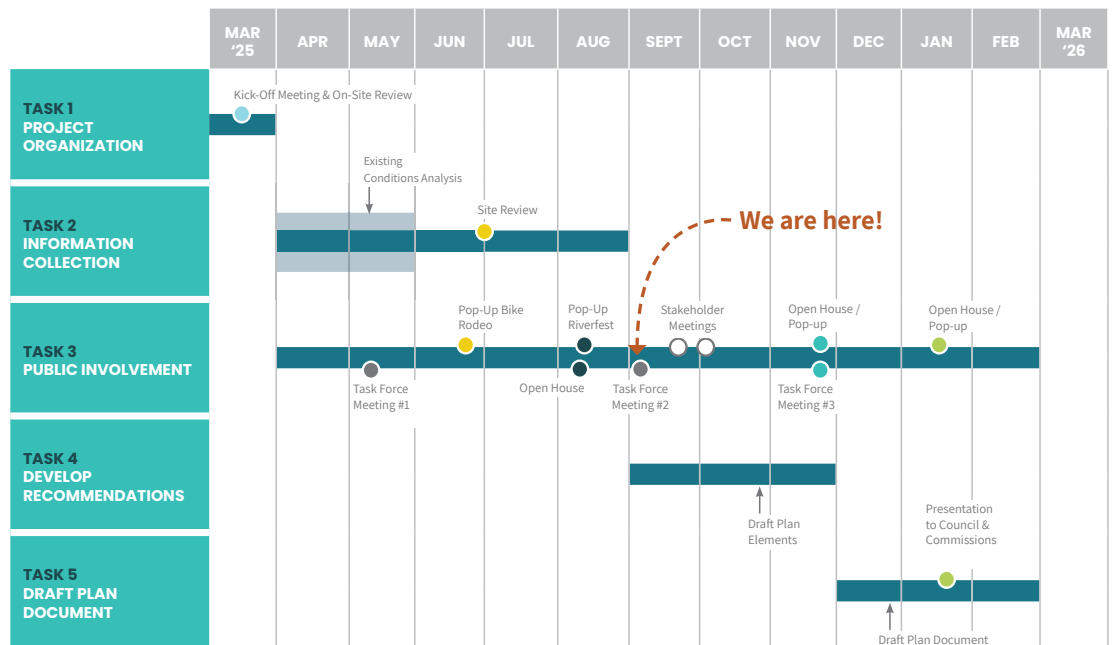 MAR
‘25
APR
MAY
JUN
JUL
AUG
SEPT
OCT
NOV
DEC
JAN
FEB
MAR
‘26
TASK 1
PROJECT
ORGANIZATION
Kick-Off Meeting & On-Site Review
TASK 2
INFORMATION
COLLECTION
Existing
Conditions Analysis
Site Review
We are here!
TASK 3
PUBLIC INVOLVEMENT
Pop-Up Bike
Rodeo
Pop-Up
Riverfest
Stakeholder
Meetings
Open House /
Pop-up
Open House /
Pop-up
Task Force
Meeting #1
Open House
Task Force
Meeting #2
Task Force
Meeting #3
TASK 4
DEVELOP
RECOMMENDATIONS
Draft Plan
Elements
Presentation
to Council &
Commissions
TASK 5
DRAFT PLAN
DOCUMENT
Draft Plan Document